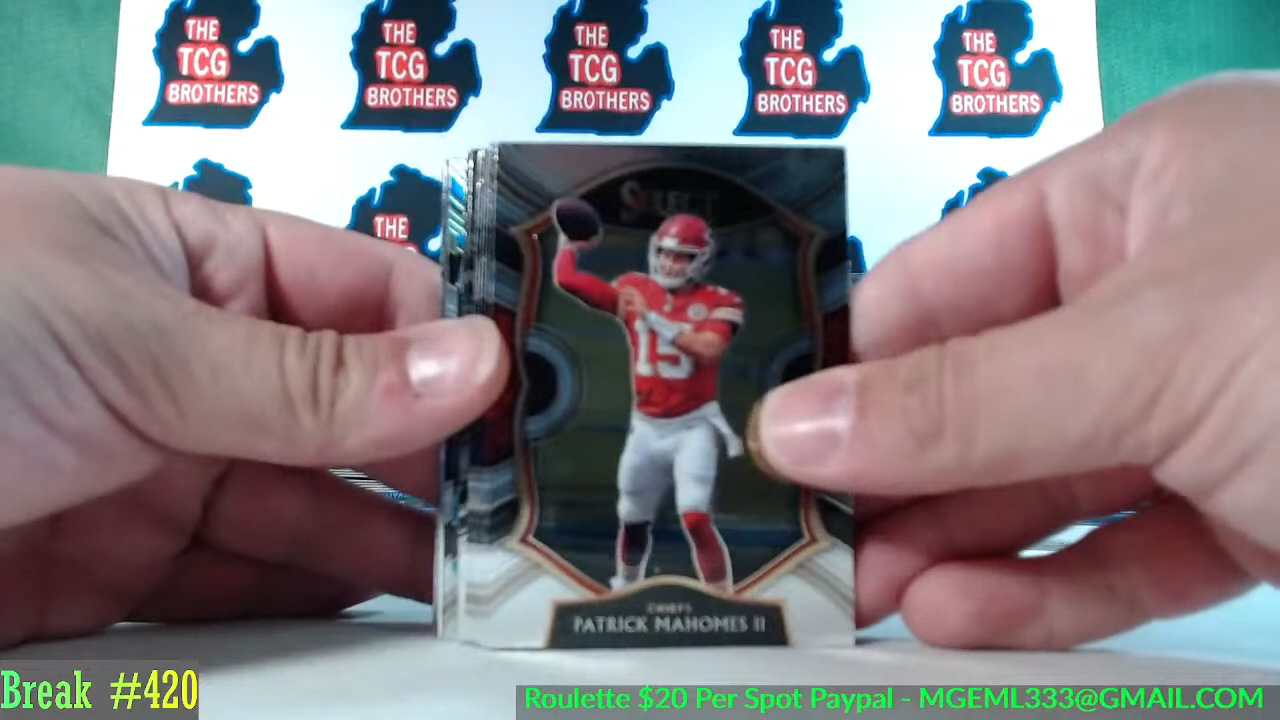 THE
TCG
BROTHERS
THE
TCG
BROTHERS
THE
TCG
BROTHERS
THE
TCG
BROTHERS
THE
TCG
BROTHERS
THE
SELECT
15
CHIEFS
PATRICK MAHOMES II
Break #420
Roulette $20 Per Spot Paypal - MGEML333@GMAIL.COM